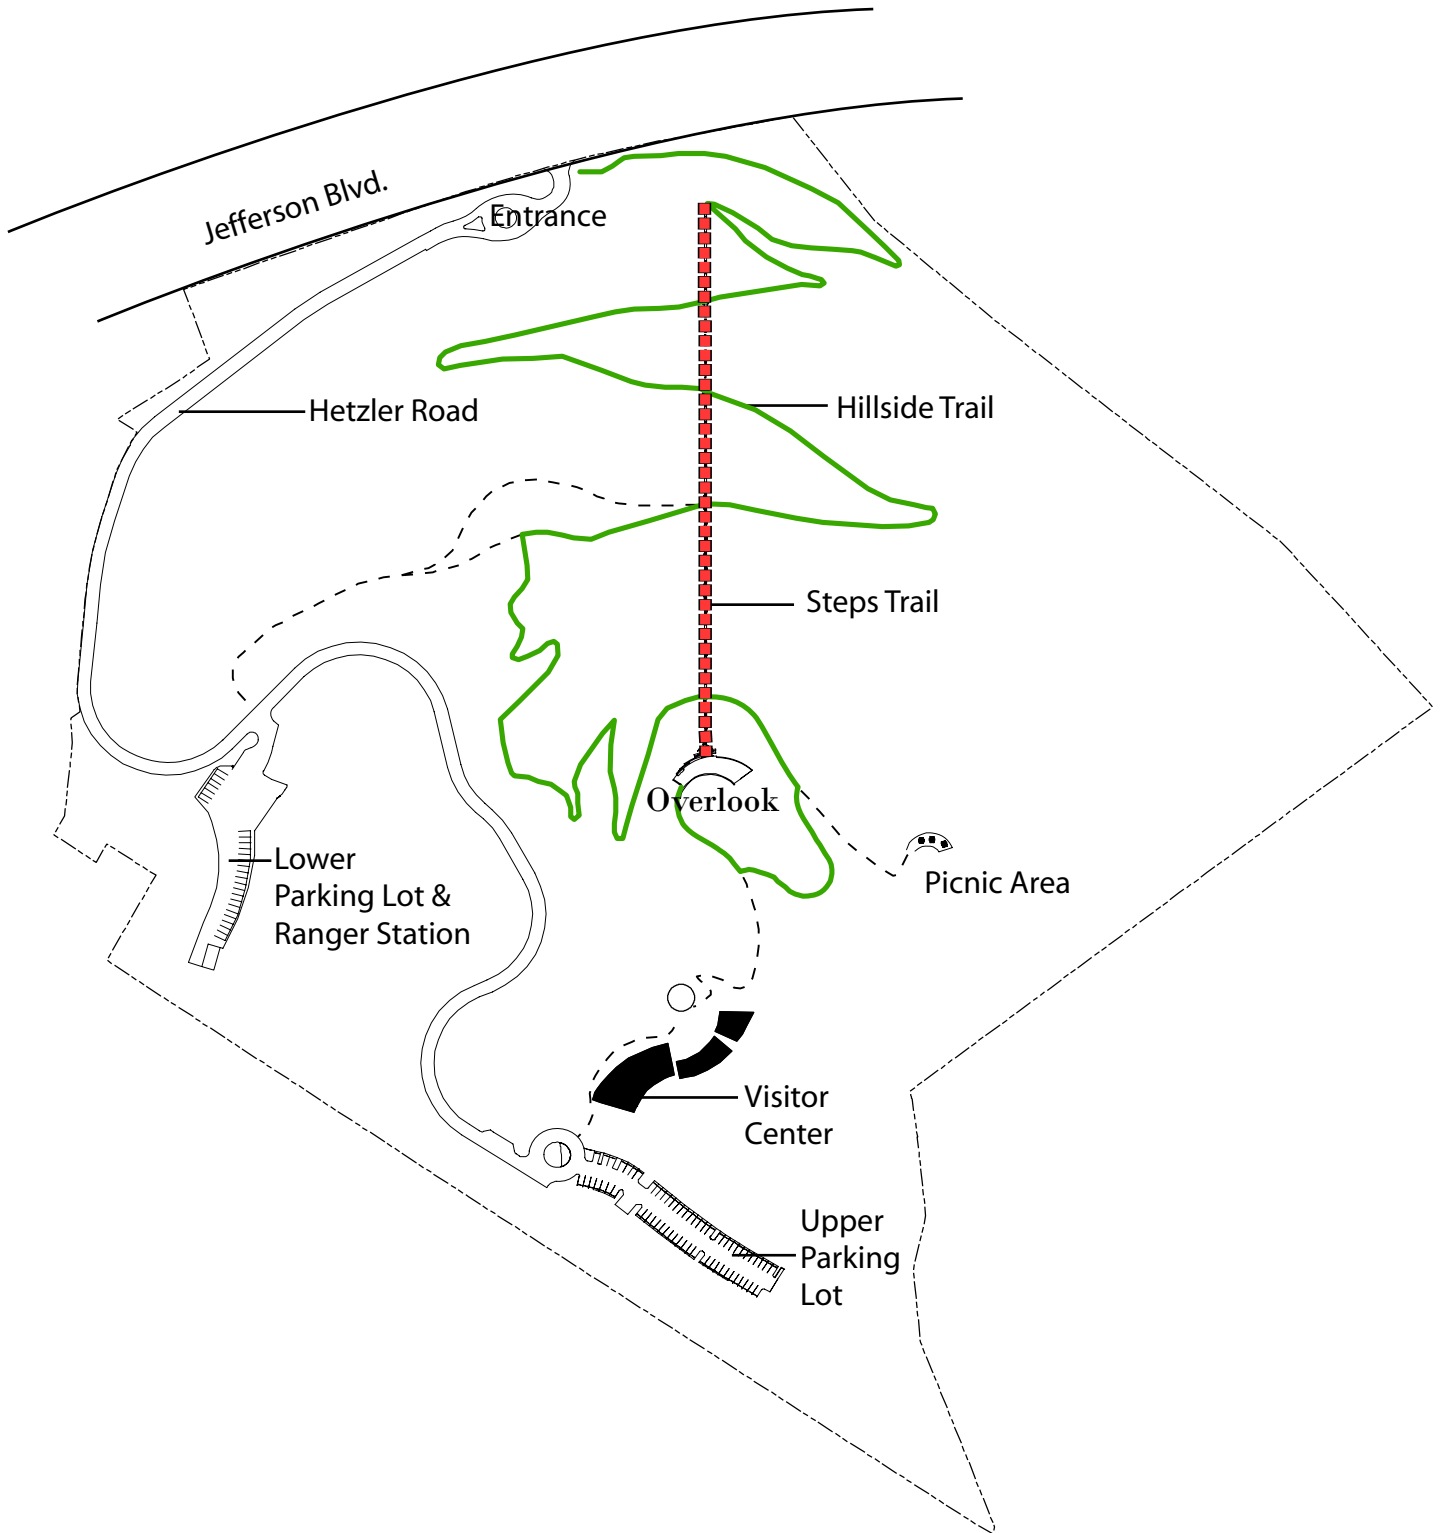 Jefferson Blvd.
Entrance
Hetzler Road
Hillside Trail
Steps Trail
Overlook
Lower
Parking Lot &
Ranger Station
Picnic Area
Visitor
Center
Upper
Parking
Lot